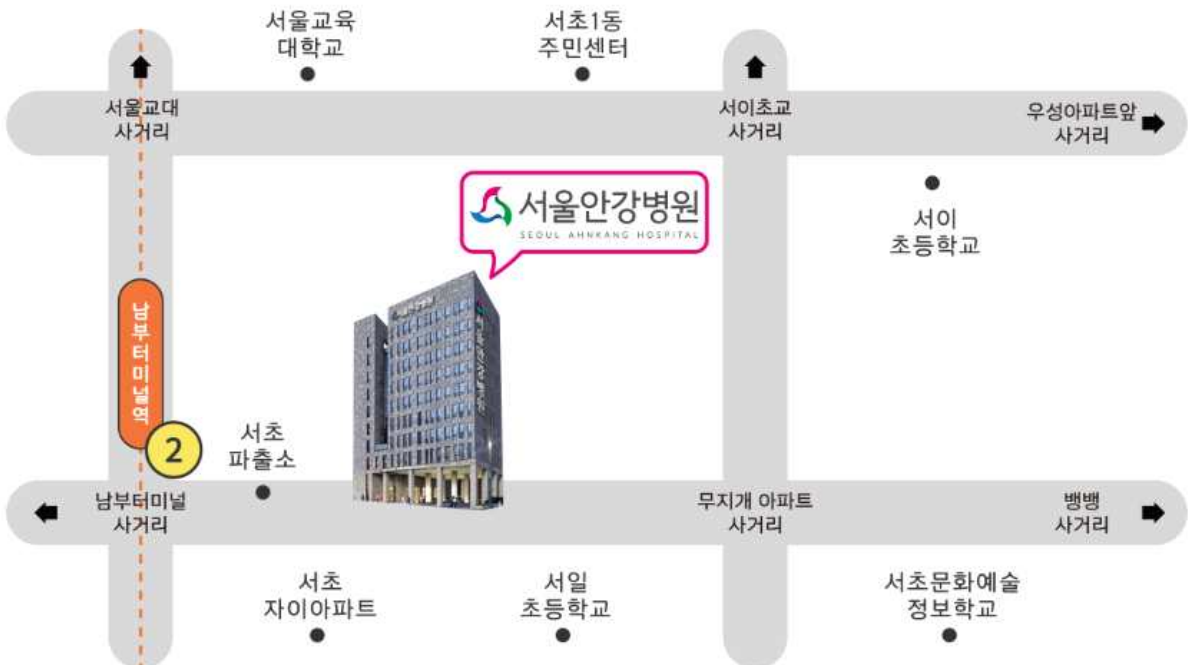 서울교육
대학교
서초1동
주민센터
서울교대
사거리
서이초교
사거리
우성아파트앞
사거리
서울안강병원
SEOUL AHNKANG HOSPITAL
서이
초등학교
남부터미널역
2
서초
파출소
남부터미널
사거리
무지개 아파트
사거리
뱅뱅
사거리
서초
자이아파트
서일
초등학교
서초문화예술
정보학교